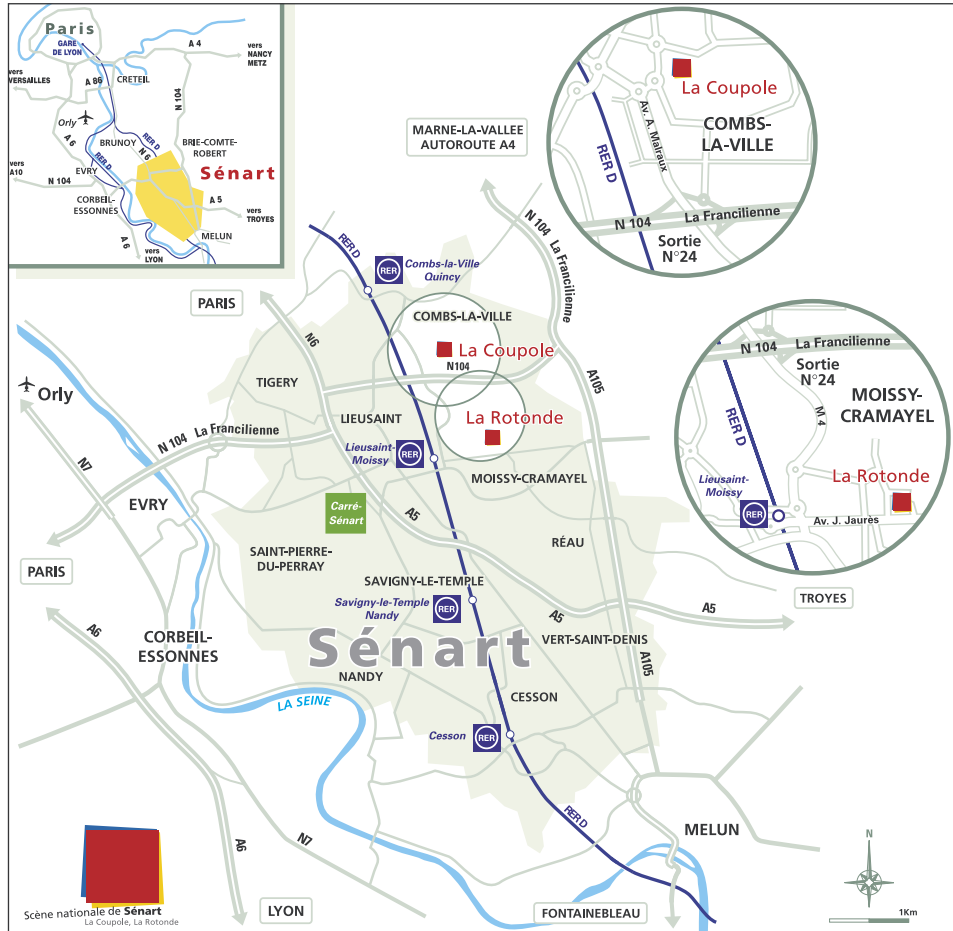 Paris
GARE
DE LYON
A 4
vers
NANCY
METZ
vers
VERSAILLES
A 86
CRETEIL
N 104
Orly
A 6
BRUNOY
RER D
N 6
BRIE-COMTE-
ROBERT
RER D
vers
A10
EVRY
N 104
Sénart
CORBEIL-
ESSONNES
A 5
vers
TROYES
A 6
MELUN
vers
LYON
La Coupole
COMBS-
LA-VILLE
Av. A. Malraux
RER D
N 104 La Francilienne
Sortie
N°24
MARNE-LA-VALLEE
AUTOROUTE A4
N 104 La Francilienne
RER D
RER
Combs-la-Ville
Quincy
PARIS
N6
COMBS-LA-VILLE
La Coupole
N104
TIGERY
A105
LIEUSAINT
La Rotonde
Orly
N 104 La Francilienne
Lieusaint-
Moissy
RER
N7
MOISSY-CRAMAYEL
EVRY
Carré-
Sénart
A5
SAINT-PIERRE-
DU-PERRAY
RÉAU
PARIS
SAVIGNY-LE-TEMPLE
Savigny-le-Temple
Nandy
RER
A5
A5
TROYES
A6
CORBEIL-
ESSONNES
Sénart
VERT-SAINT-DENIS
A105
NANDY
CESSON
LA SEINE
Cesson
RER
RER D
MELUN
A6
N7
LYON
FONTAINEBLEAU
N 104 La Francilienne
Sortie
N°24
MOISSY-
CRAMAYEL
RER D
M 4
Lieusaint-
Moissy
RER
La Rotonde
Av. J. Jaurès
N
1Km
Scène nationale de Sénart
La Coupole, La Rotonde